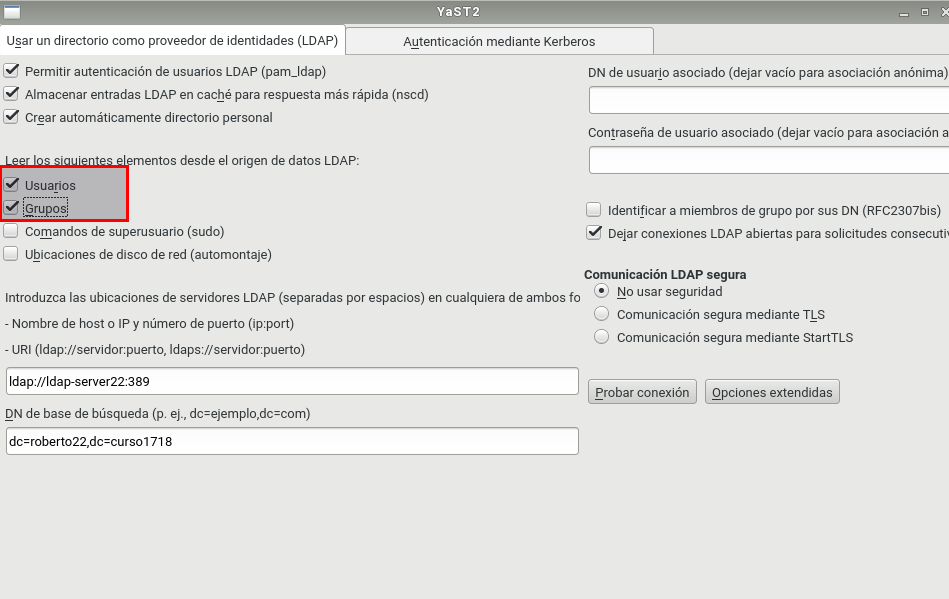 YaST2
Usar un directorio como proveedor de identidades (LDAP)
Autenticación mediante Kerberos
Permitir autenticación de usuarios LDAP (pam_ldap)
Almacenar entradas LDAP en caché para respuesta más rápida (nscd)
Crear automáticamente directorio personal
Leer los siguientes elementos desde el origen de datos LDAP:
Usuarios
Grupos
Comandos de superusuario (sudo)
Ubicaciones de disco de red (automontaje)
Introduzca las ubicaciones de servidores LDAP (separadas por espacios) en cualquiera de ambos fo
- Nombre de host o IP y número de puerto (ip:port)
- URI (ldap://servidor:puerto, ldaps://servidor:puerto)
ldap://ldap-server22:389
DN de base de búsqueda (p. ej., dc=ejemplo,dc=com)
dc=roberto22,dc=curso1718
DN de usuario asociado (dejar vacío para asociación anónima)
Contraseña de usuario asociado (dejar vacío para asociación a
Identificar a miembros de grupo por sus DN (RFC2307bis)
Dejar conexiones LDAP abiertas para solicitudes consecuti
Comunicación LDAP segura
No usar seguridad
Comunicación segura mediante TLS
Comunicación segura mediante StartTLS
Probar conexión
Opciones extendidas